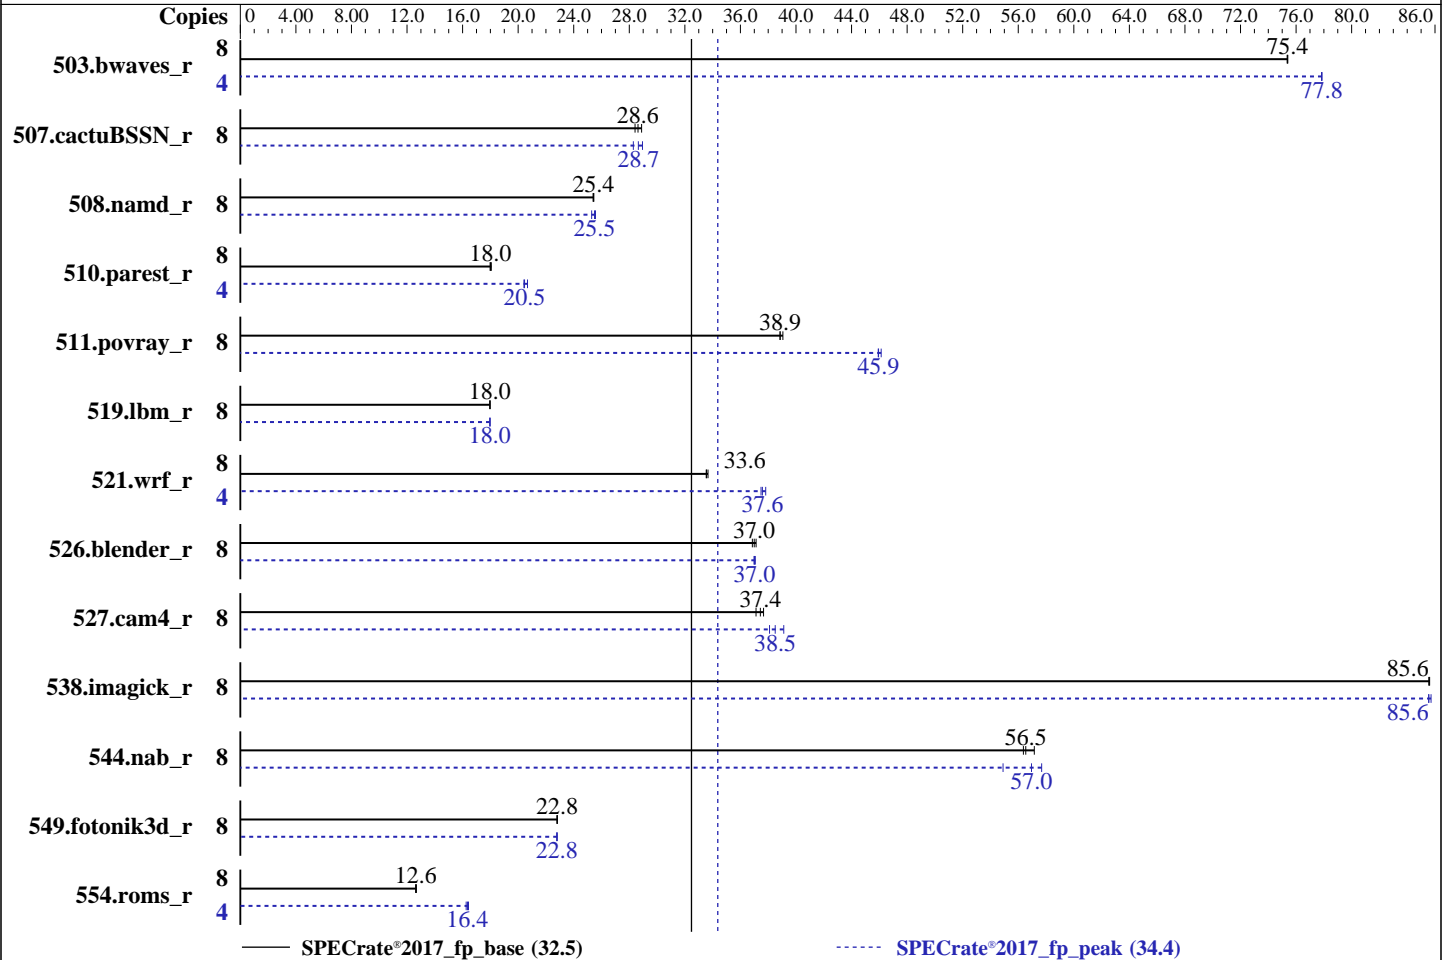 Copies 0 4.00 8.00 12.0 16.0 20.0 24.0 28.0 32.0 36.0 40.0 44.0 48.0 52.0 56.0 60.0 64.0 68.0 72.0 76.0 80.0 86.0
503.bwaves_r 8 75.4
4 77.8
507.cactuBSSN_r 8 28.6
28.7
508.namd_r 8 25.4
25.5
510.parest_r 8 18.0
4 20.5
511.povray_r 8 38.9
45.9
519.lbm_r 8 18.0
18.0
521.wrf_r 8 33.6
4 37.6
526.blender_r 8 37.0
37.0
527.cam4_r 8 37.4
38.5
538.imagick_r 8 85.6
85.6
544.nab_r 8 56.5
57.0
549.fotonik3d_r 8 22.8
22.8
554.roms_r 8 12.6
4 16.4
SPECrate®2017_fp_base (32.5) SPECrate®2017_fp_peak (34.4)